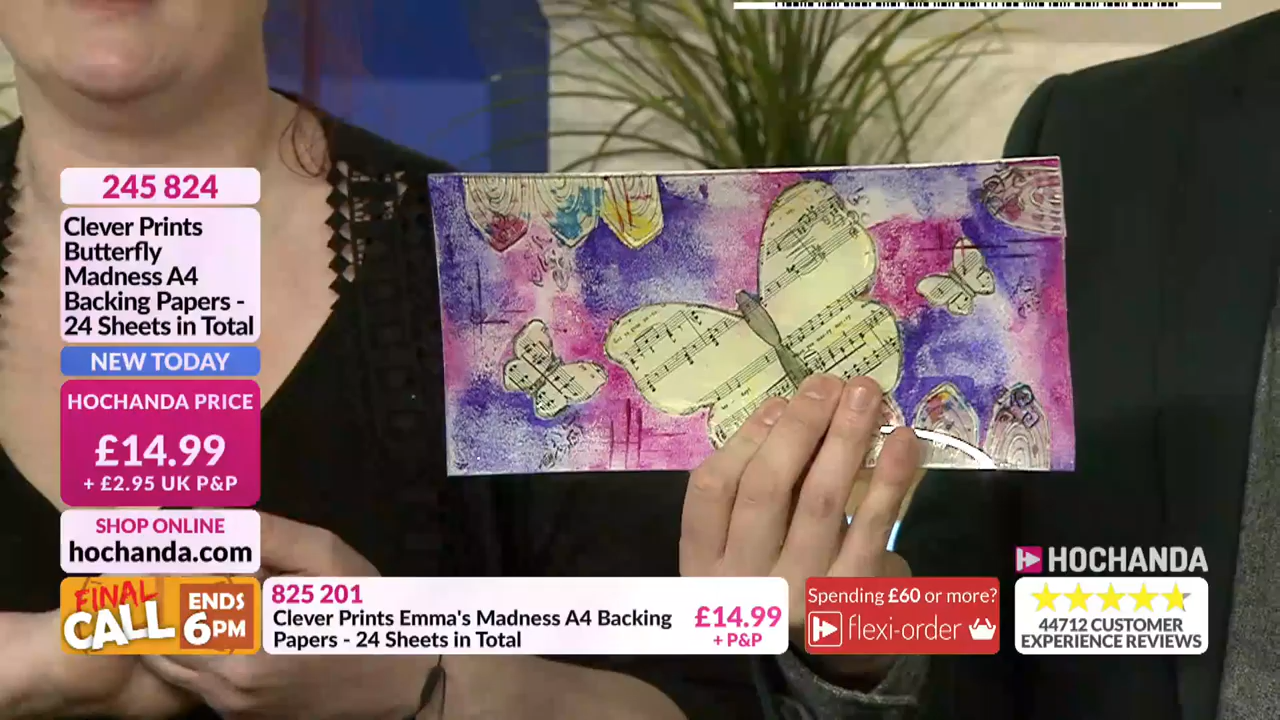 245 824
Clever Prints
Butterfly
Madness A4
Backing Papers -
24 Sheets in Total
NEW TODAY
HOCHANDA PRICE
£14.99
+ £2.95 UK P&P
SHOP ONLINE
hochanda.com
FINAL
CALL
ENDS
6PM
825 201
Clever Prints Emma's Madness A4 Backing
Papers - 24 Sheets in Total
£14.99
+ P&P
Spending £60 or more?
flexi-order
HOCHANDA
44712 CUSTOMER
EXPERIENCE REVIEWS